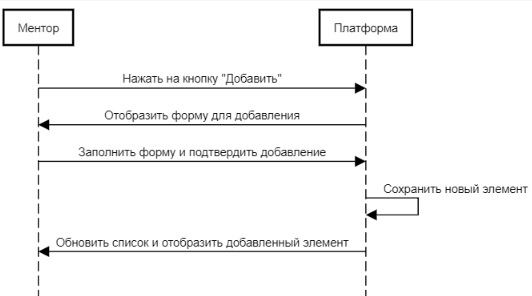 Ментор
Платформа
Нажать на кнопку "Добавить"
Отобразить форму для добавления
Заполнить форму и подтвердить добавление
Сохранить новый элемент
Обновить список и отобразить добавленный элемент